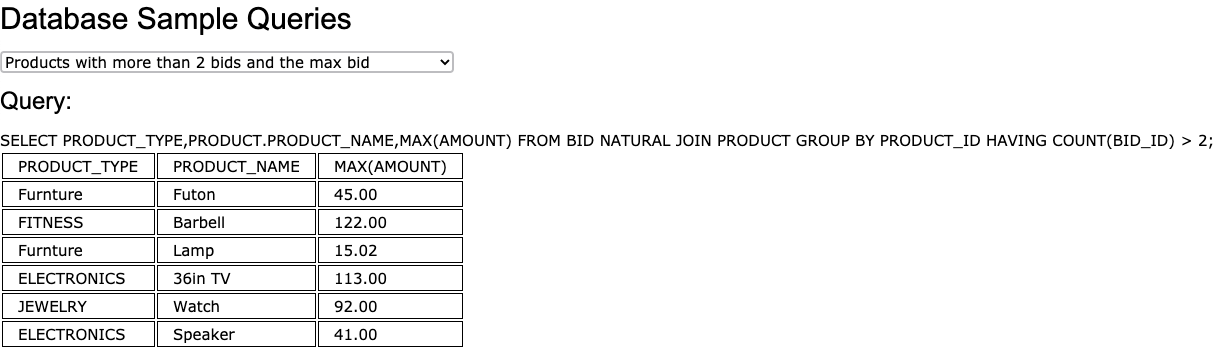 Database Sample Queries
Products with more than 2 bids and the max bid
Query:
SELECT PRODUCT_TYPE,PRODUCT.PRODUCT_NAME,MAX(AMOUNT) FROM BID NATURAL JOIN PRODUCT GROUP BY PRODUCT_ID HAVING COUNT(BID_ID) > 2;
PRODUCT_TYPE PRODUCT_NAME MAX(AMOUNT)
Furnture Futon 45.00
FITNESS Barbell 122.00
Furnture Lamp 15.02
ELECTRONICS 36in TV 113.00
JEWELRY Watch 92.00
ELECTRONICS Speaker 41.00